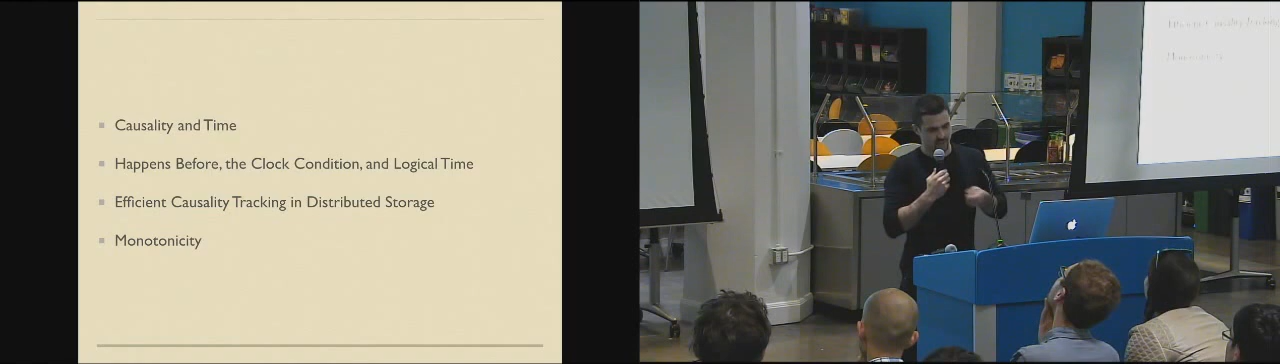 Causality and Time
Happens Before, the Clock Condition, and Logical Time
Efficient Causality Tracking in Distributed Storage
Monotonicity